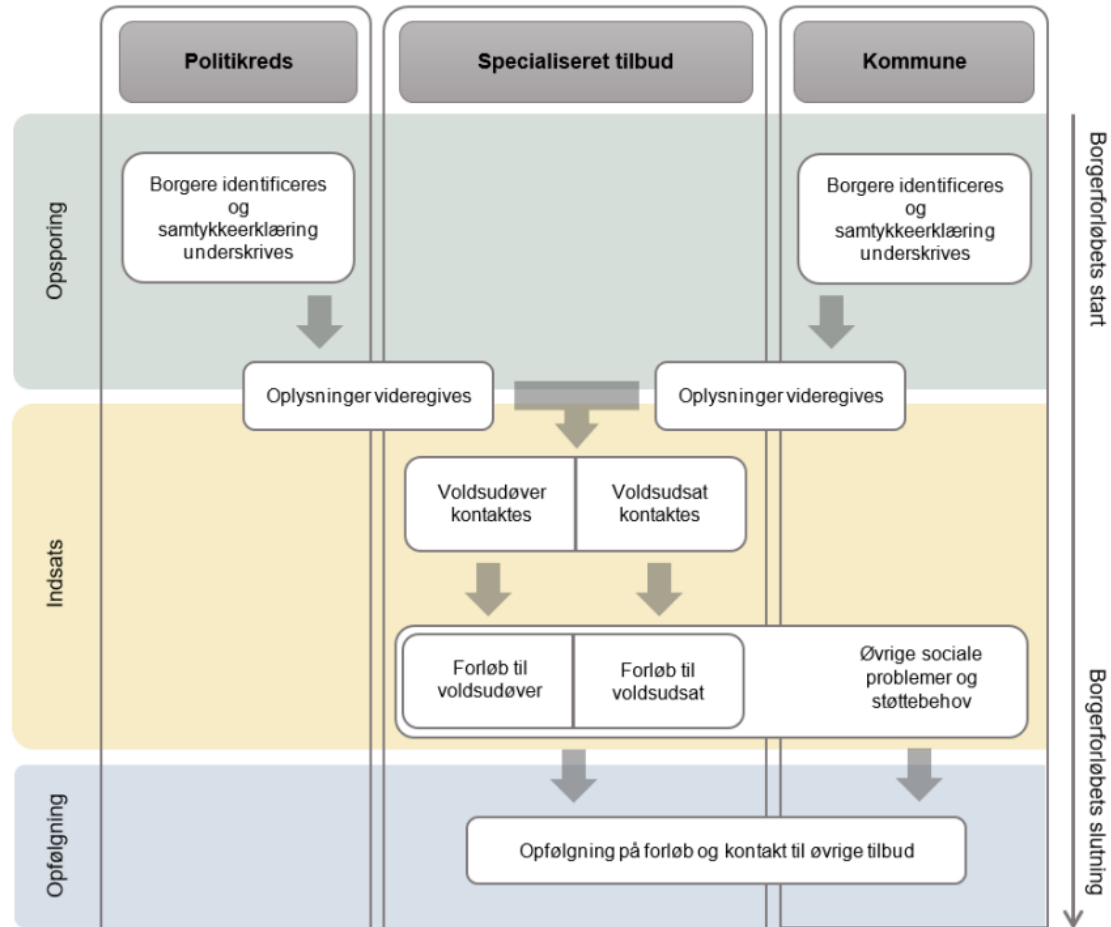 Politikreds
Specialiseret tilbud
Kommune
Opsporing
Borgere identificeres
og
samtykkeerklæring
underskrives
Borgere identificeres
og
samtykkeerklæring
underskrives
Borgerforløbets start
Oplysninger videregives
Oplysninger videregives
Indsats
Voldsudøver
kontaktes
Voldsudsat
kontaktes
Forløb til
voldsudøver
Forløb til
voldsudsat
Øvrige sociale
problemer og
støttebehov
Borgerforløbets slutning
Opfølgning
Opfølgning på forløb og kontakt til øvrige tilbud